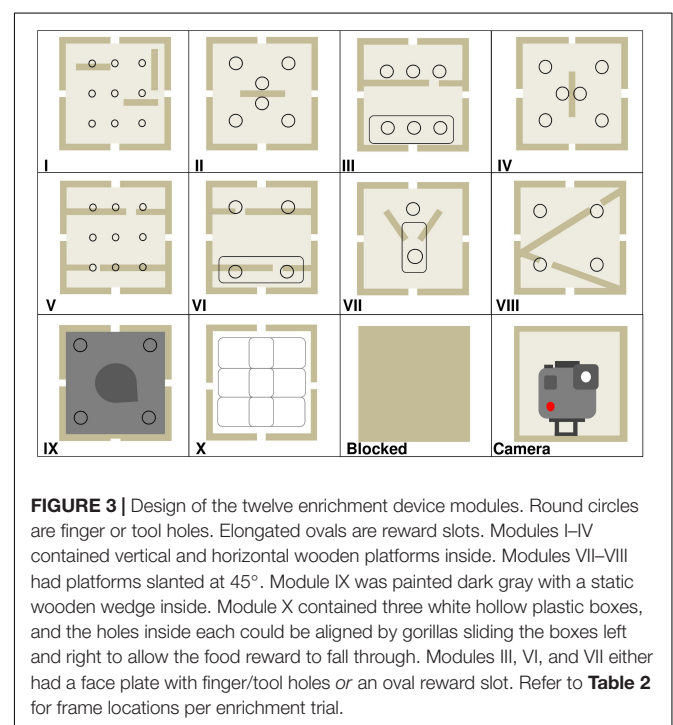 I II III IV
V VI VII VIII
IX X Blocked Camera
FIGURE 3 | Design of the twelve enrichment device modules. Round circles
are finger or tool holes. Elongated ovals are reward slots. Modules I–IV
contained vertical and horizontal wooden platforms inside. Modules VII–VIII
had platforms slanted at 45°. Module IX was painted dark gray with a static
wooden wedge inside. Module X contained three white hollow plastic boxes,
and the holes inside each could be aligned by gorillas sliding the boxes left
and right to allow the food reward to fall through. Modules III, VI, and VII either
had a face plate with finger/tool holes or an oval reward slot. Refer to Table 2
for frame locations per enrichment trial.